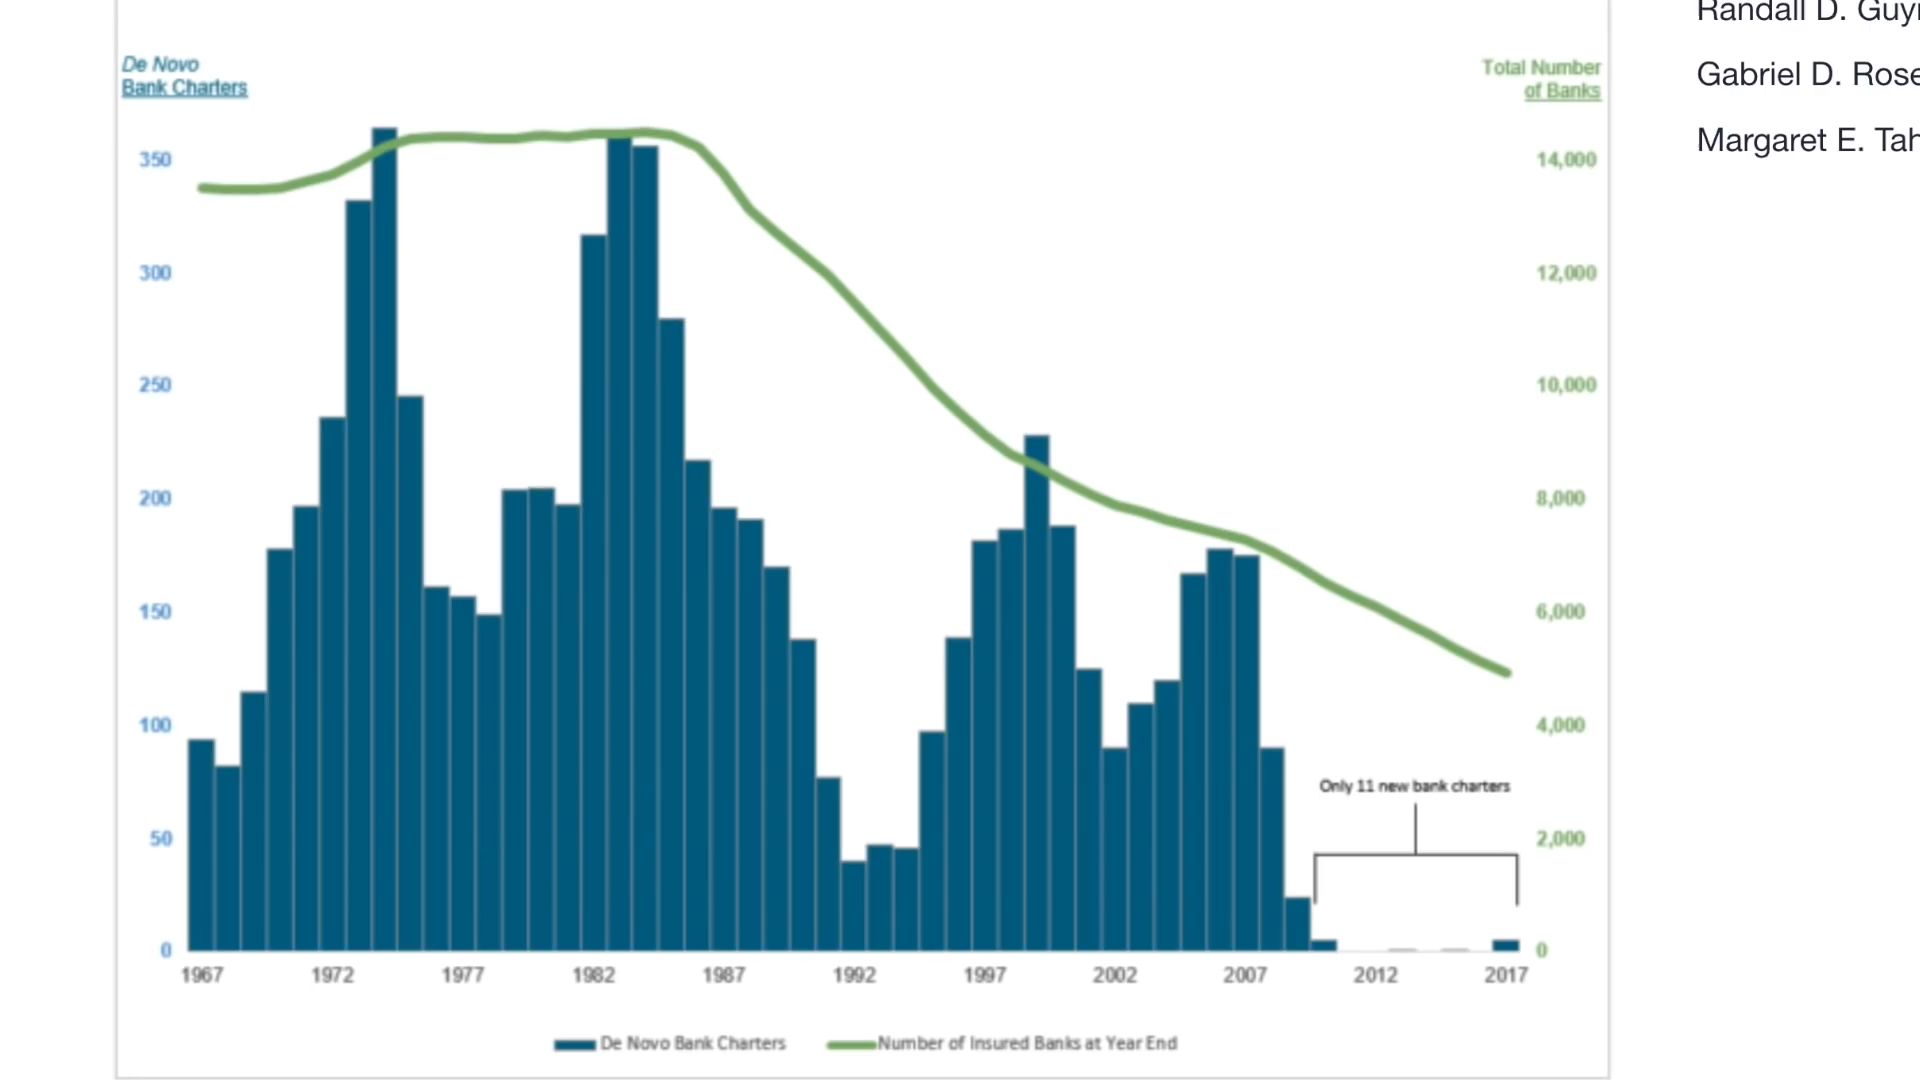 Randall D.
Gabriel D.
Margaret E.
De Novo
Bank Charters
Total Number
of Banks
350
300
250
200
150
100
50
0
14,000
12,000
10,000
8,000
6,000
4,000
2,000
0
Only 11 new bank charters
1967 1972 1977 1982 1987 1992 1997 2002 2007 2012 2017
De Novo Bank Charters Number of Insured Banks at Year End